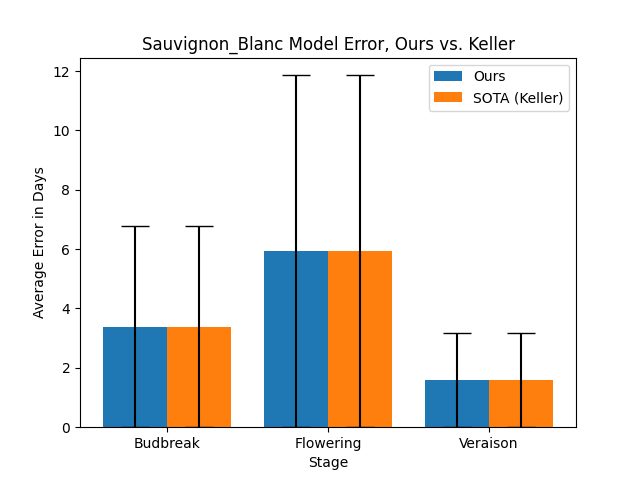 Sauvignon_Blanc Model Error, Ours vs. Keller
Ours
SOTA (Keller)
12
10
8
6
4
2
0
Average Error in Days
Budbreak
Flowering
Veraison
Stage